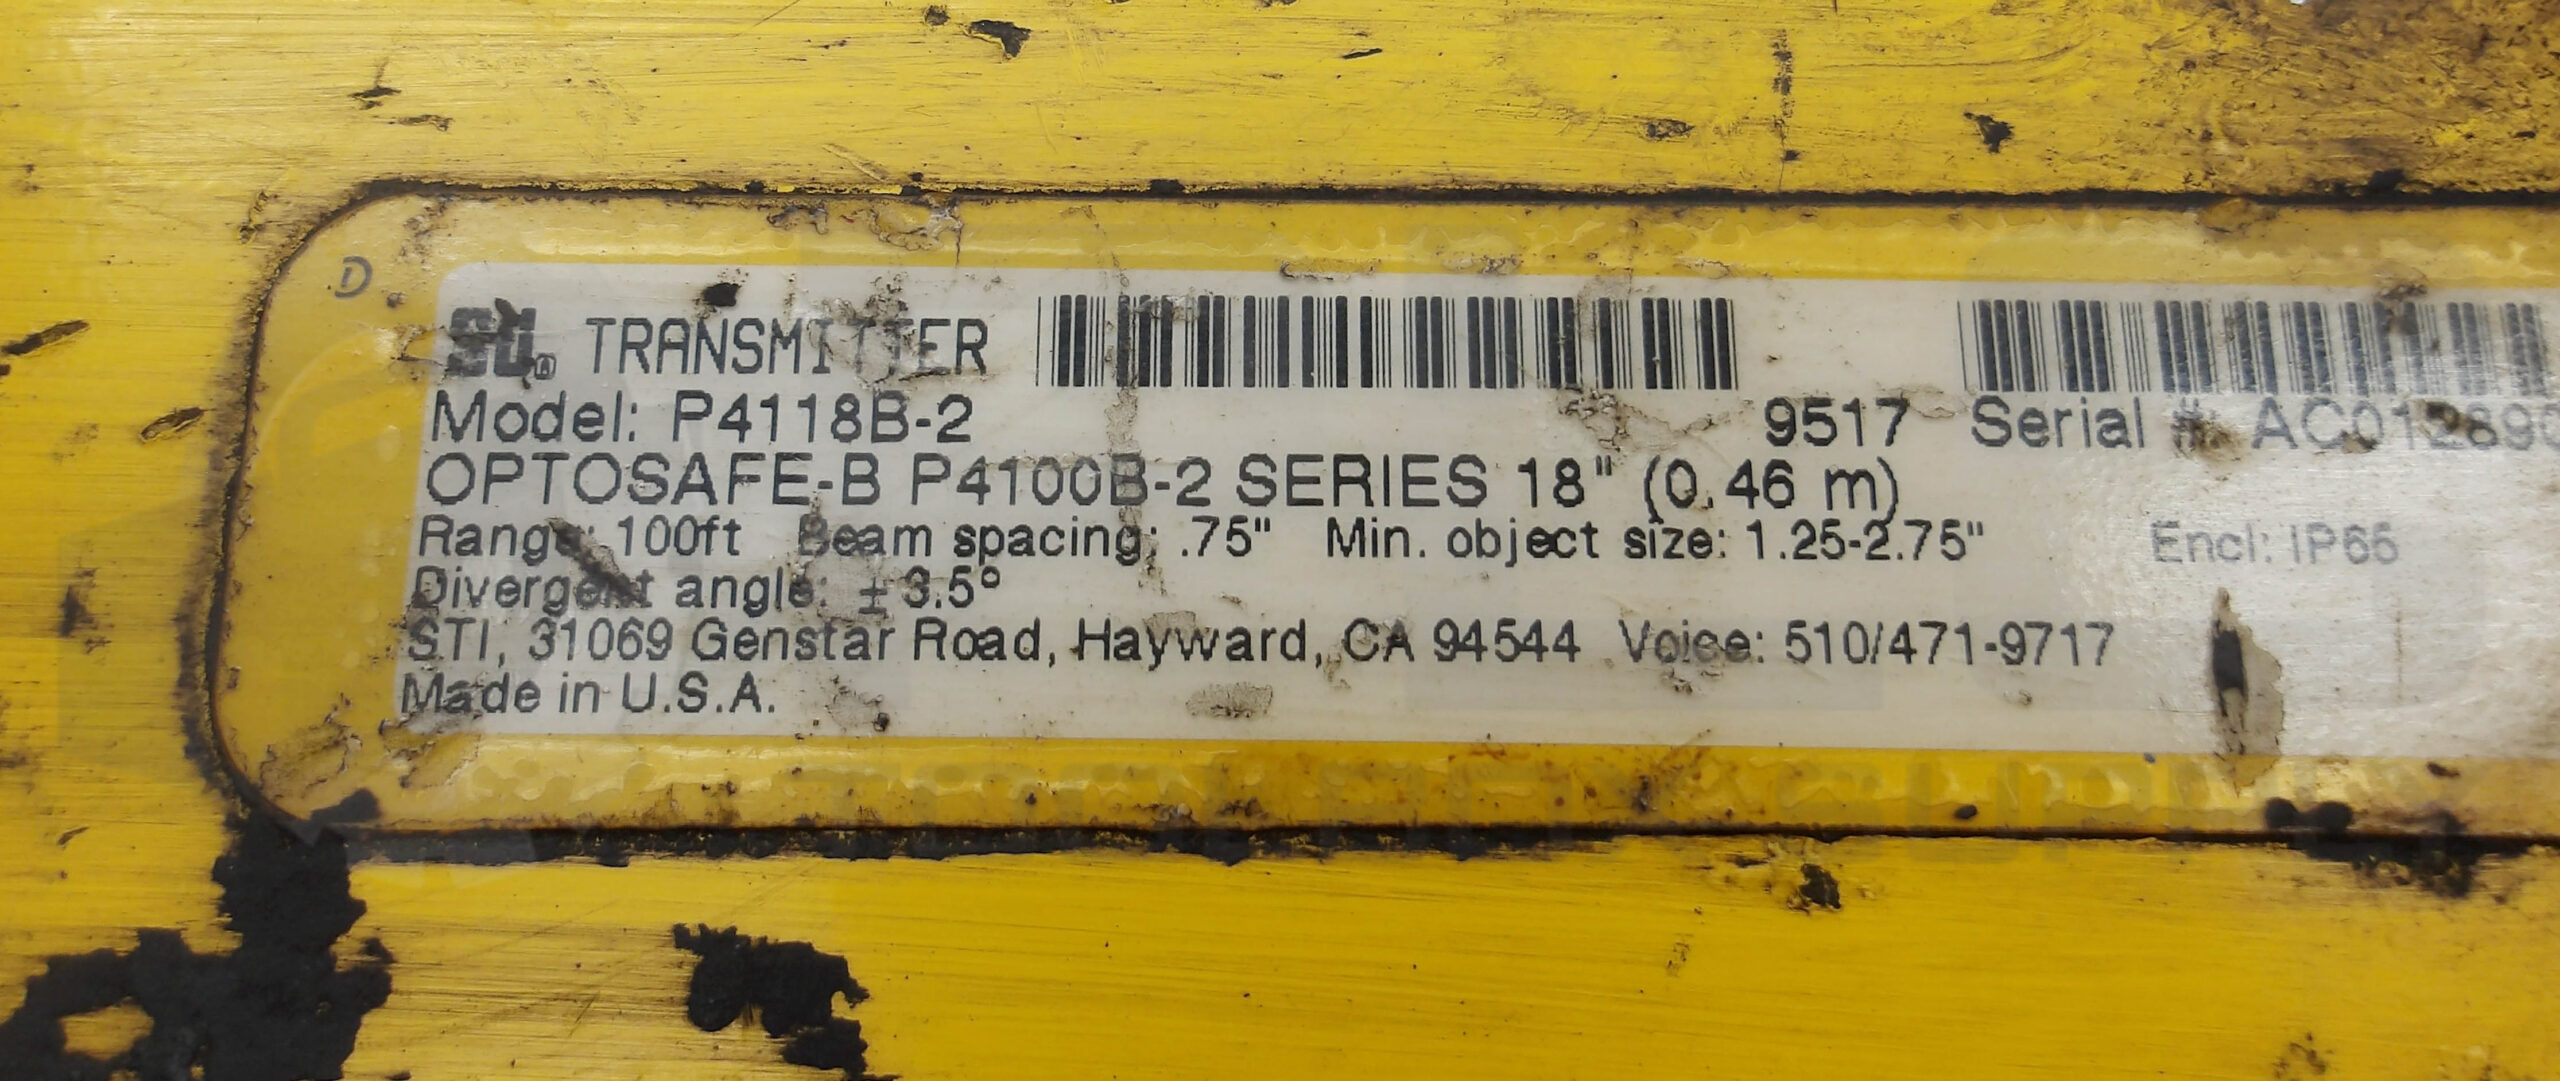 D
STI® TRANSMITTER
Model: P4118B-2 9517 Serial #: AC012890
OPTOSAFE-B P4100B-2 SERIES 18" (0.46 m)
Range: 100ft Beam spacing: .75" Min. object size: 1.25-2.75" Encl: IP65
Divergent angle: ± 3.5°
STI, 31069 Genstar Road, Hayward, CA 94544 Voice: 510/471-9717
Made in U.S.A.